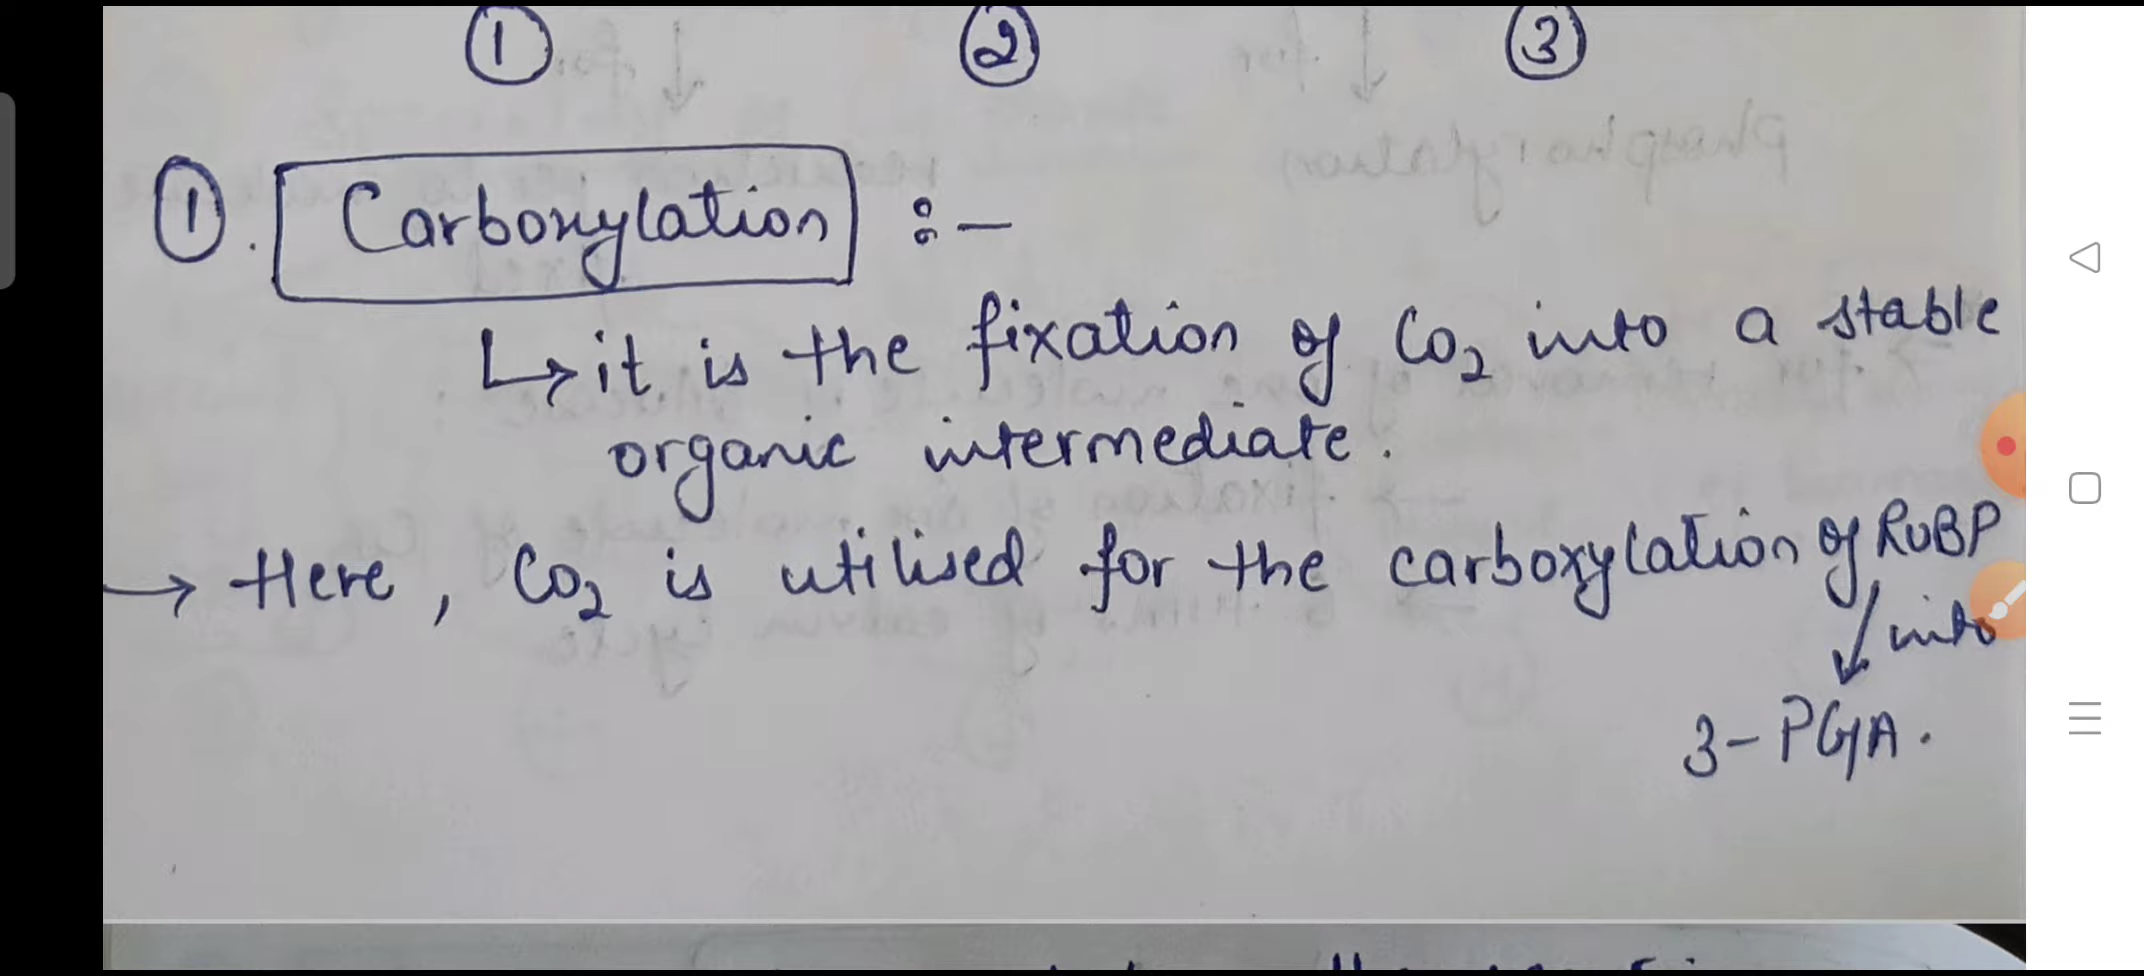 ① ② ③
①. Carboxylation :-
↳ it is the fixation of CO₂ into a stable
organic intermediate.
→ Here, CO₂ is utilised for the carboxylation of RuBP
↓ into
3-PGA.